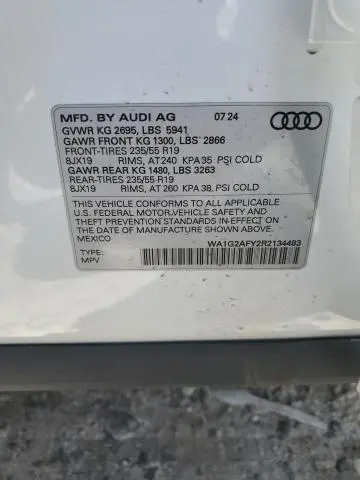 MFD. BY AUDI AG 07 24
GVWR KG 2695, LBS 5941
GAWR FRONT KG 1300, LBS 2866
FRONT-TIRES 235/55 R19
8JX19 RIMS, AT 240 KPA 35 PSI COLD
GAWR REAR KG 1480, LBS 3263
REAR-TIRES 235/55 R19
8JX19 RIMS, AT 260 KPA 38, PSI COLD
THIS VEHICLE CONFORMS TO ALL APPLICABLE
U.S. FEDERAL MOTOR-VEHICLE-SAFETY-AND
THEFT PREVENTION STANDARDS IN EFFECT ON THE
DATE OF MANUFACTURE SHOWN ABOVE.
MEXICO
WA1G2AFY2R2134483
TYPE:
MPV